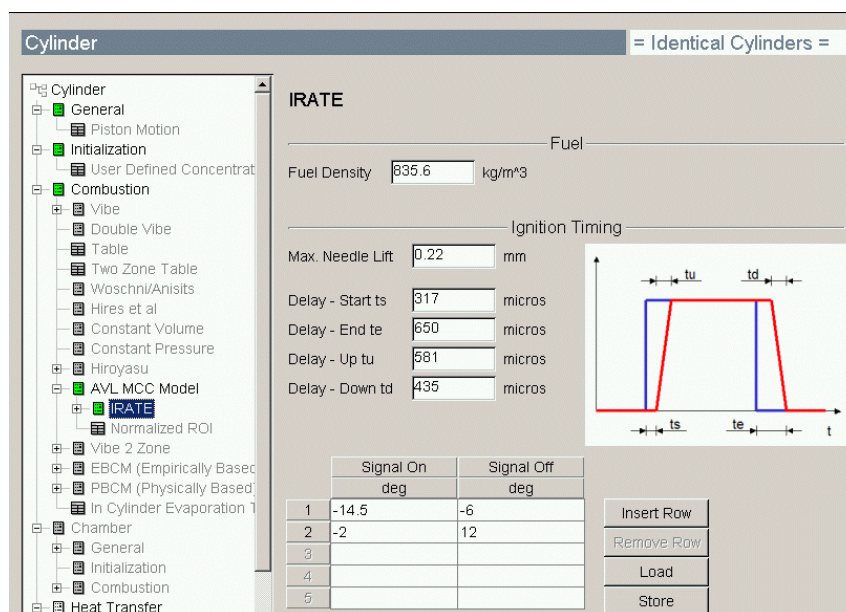 Cylinder
= Identical Cylinders =
Cylinder
General
Piston Motion
Initialization
User Defined Concentrat
Combustion
Vibe
Double Vibe
Table
Two Zone Table
Woschni/Anisits
Hires et al
Constant Volume
Constant Pressure
Hiroyasu
AVL MCC Model
IRATE
Normalized ROI
Vibe 2 Zone
EBCM (Empirically Based
PBCM (Physically Based)
In Cylinder Evaporation T
Chamber
General
Initialization
Combustion
Heat Transfer
IRATE
Fuel
Fuel Density 835.6 kg/m^3
Ignition Timing
Max. Needle Lift 0.22 mm
Delay - Start ts 317 micros
Delay - End te 650 micros
Delay - Up tu 581 micros
Delay - Down td 435 micros
tu td
ts te t
Signal On Signal Off
deg deg
1 -14.5 -6
2 -2 12
3
4
5
Insert Row
Remove Row
Load
Store